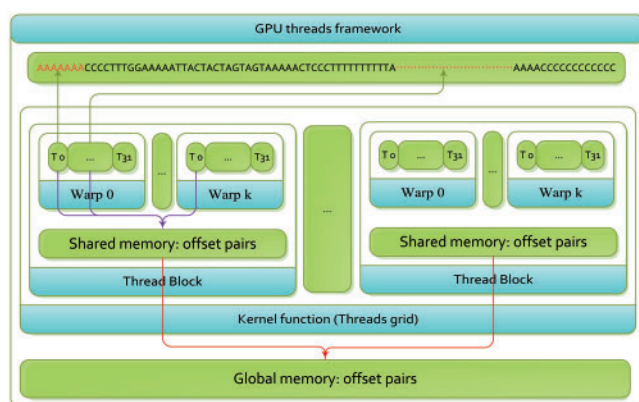 GPU threads framework
AAAAAAACCCCTTTGGAAAAATTACTACTAGTAGTAAAAACTCCCTTTTTTTTTTA································AAAACCCCCCCCCCCC
T0 ... T31 ... T0 ... T31 ... T0 ... T31 ... T0 ... T31
Warp 0 Warp k Warp 0 Warp k
Shared memory: offset pairs Shared memory: offset pairs
Thread Block Thread Block
Kernel function (Threads grid)
Global memory: offset pairs